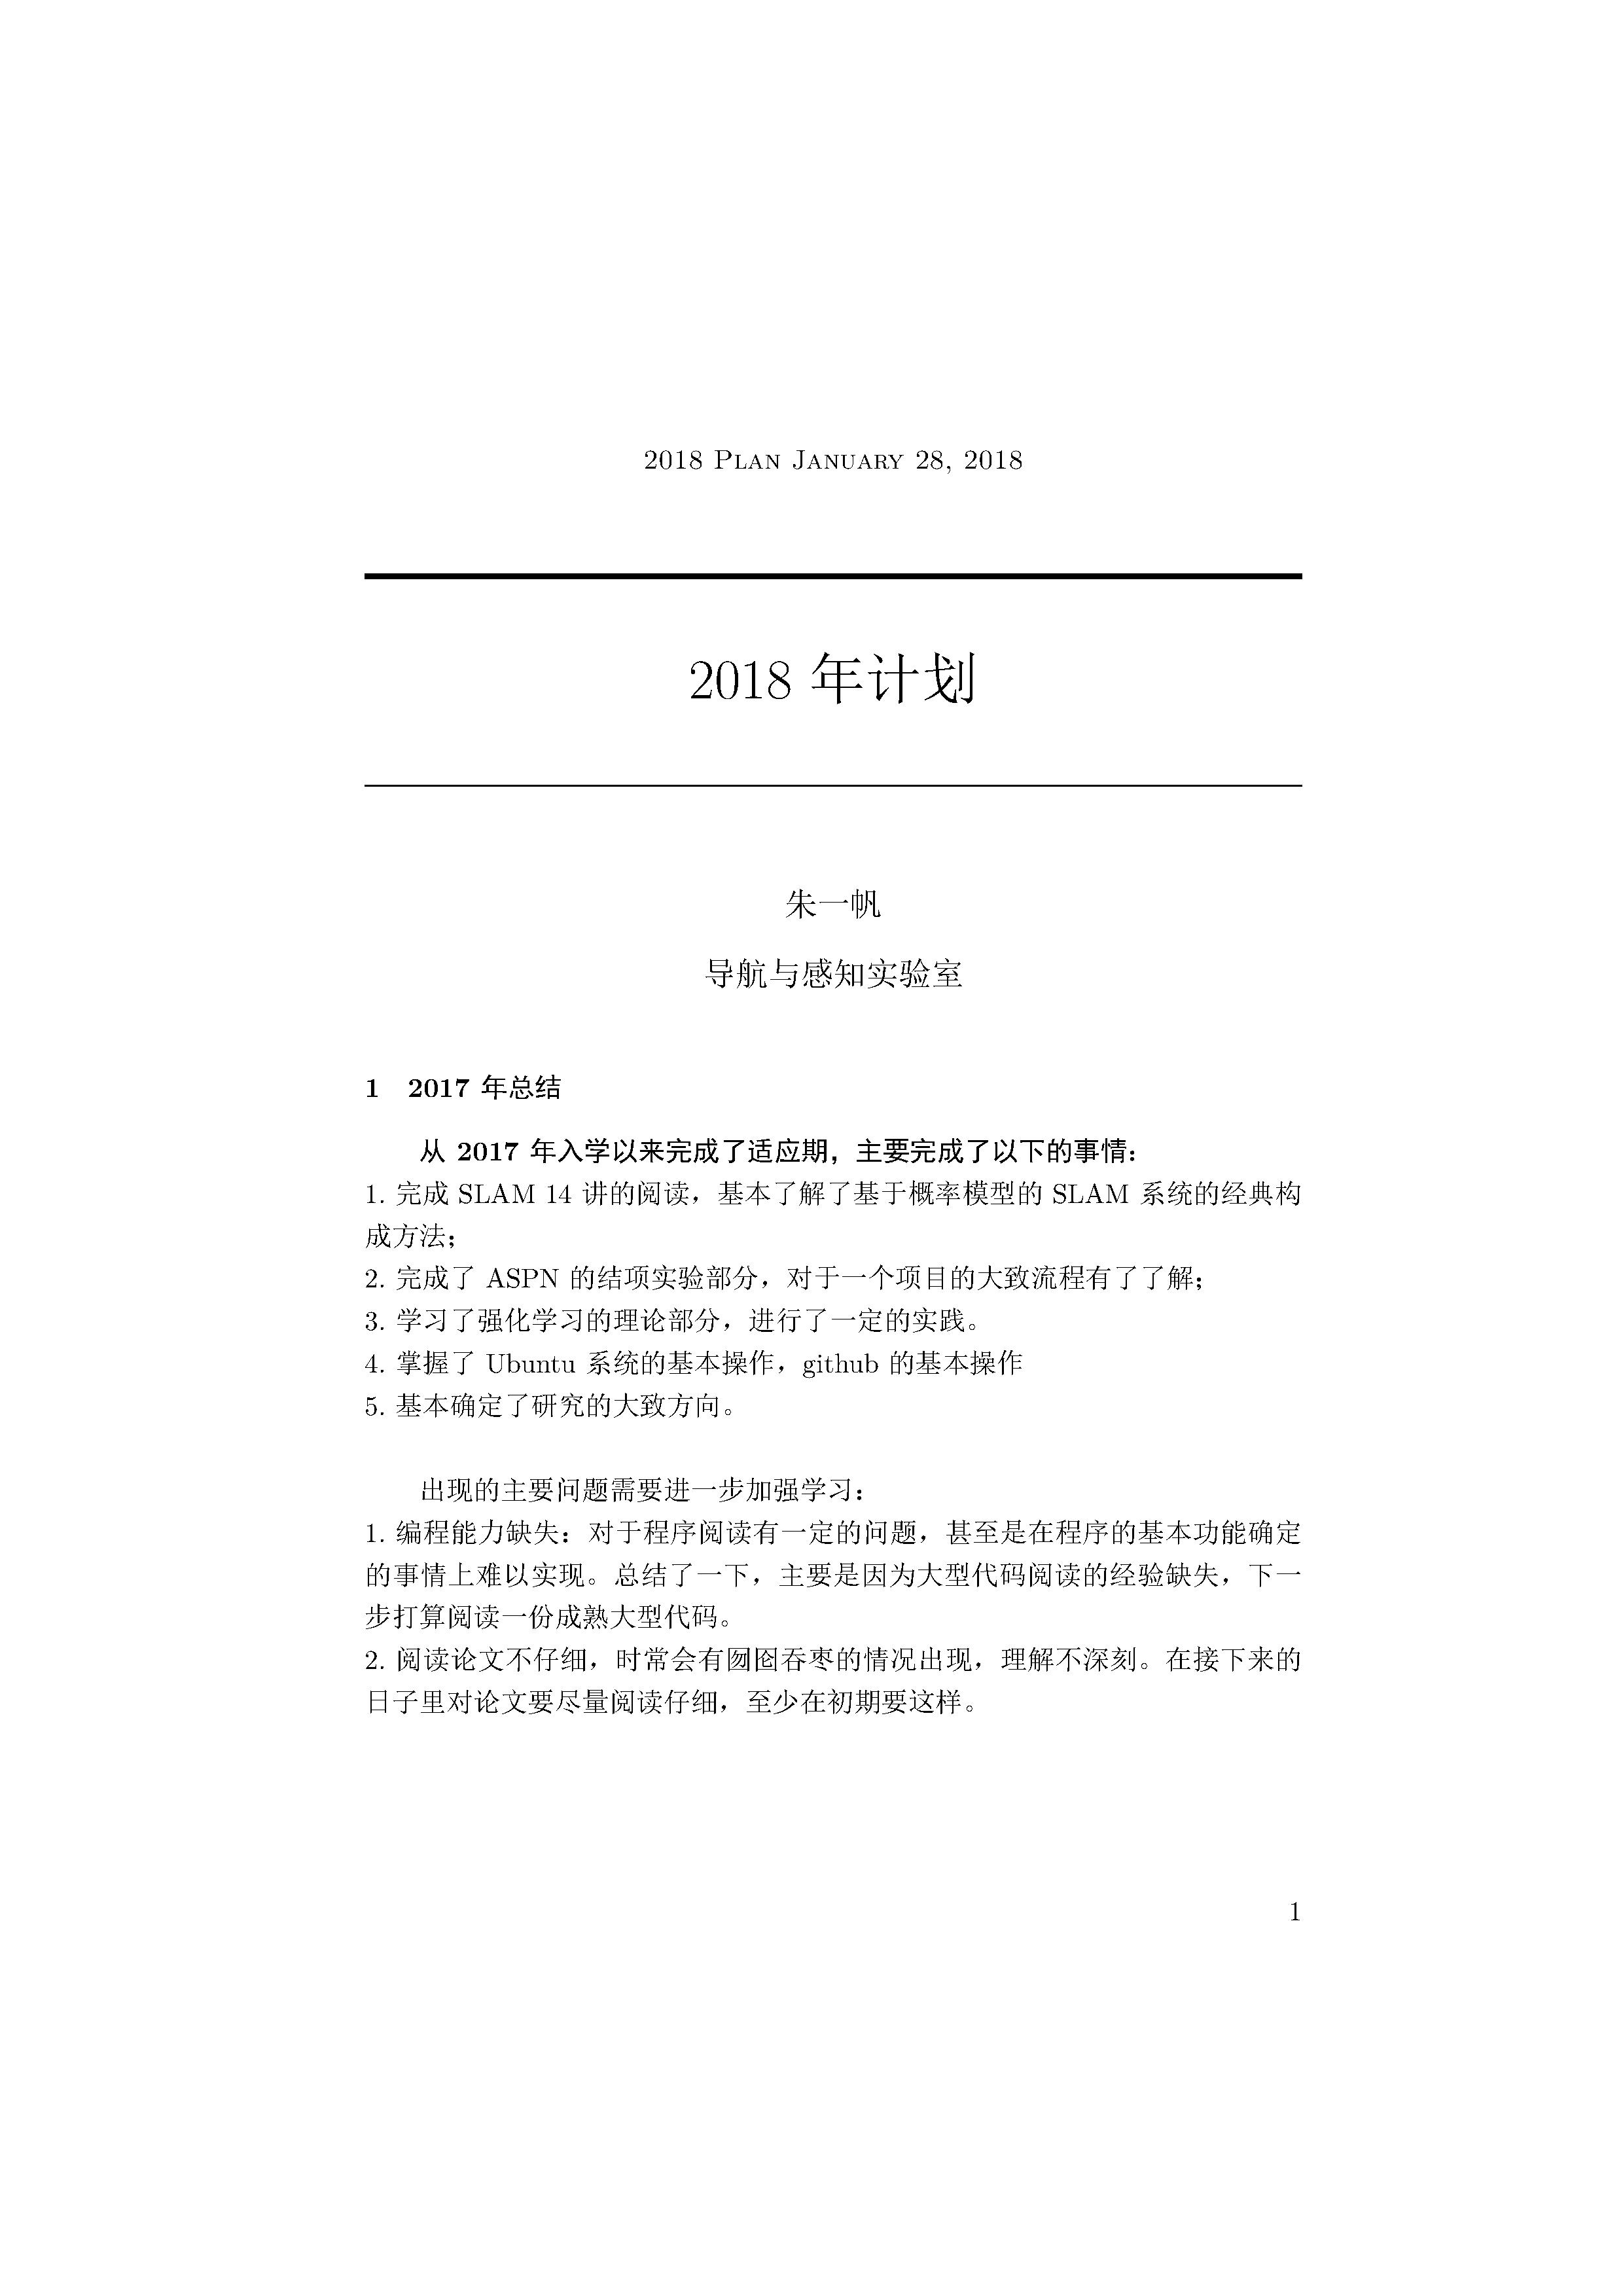 2018 PLAN JANUARY 28, 2018
2018 年计划
朱一帆
导航与感知实验室
1 2017 年总结
从 2017 年入学以来完成了适应期，主要完成了以下的事情：
1. 完成 SLAM 14 讲的阅读，基本了解了基于概率模型的 SLAM 系统的经典构
成方法；
2. 完成了 ASPN 的结项实验部分，对于一个项目的大致流程有了了解；
3. 学习了强化学习的理论部分，进行了一定的实践。
4. 掌握了 Ubuntu 系统的基本操作，github 的基本操作
5. 基本确定了研究的大致方向。
出现的主要问题需要进一步加强学习：
1. 编程能力缺失：对于程序阅读有一定的问题，甚至是在程序的基本功能确定
的事情上难以实现。总结了一下，主要是因为大型代码阅读的经验缺失，下一
步打算阅读一份成熟大型代码。
2. 阅读论文不仔细，时常会有囫囵吞枣的情况出现，理解不深刻。在接下来的
日子里对论文要尽量阅读仔细，至少在初期要这样。
1